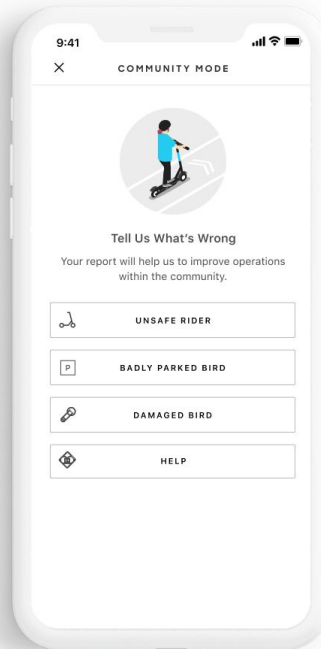 9:41
COMMUNITY MODE
Tell Us What's Wrong
Your report will help us to improve operations
within the community.
UNSAFE RIDER
P
BADLY PARKED BIRD
DAMAGED BIRD
HELP